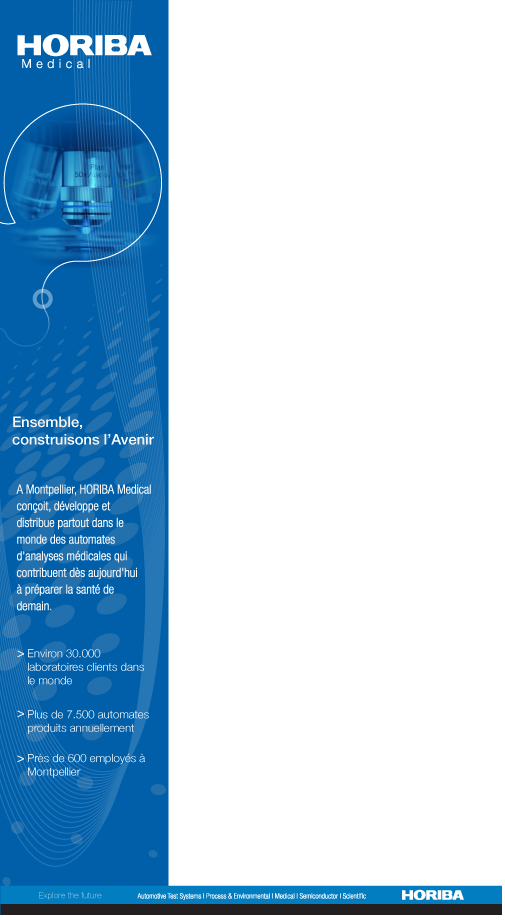 HORIBA
Medical
Plan
Ensemble,
construisons l'Avenir
A Montpellier, HORIBA Medical
conçoit, développe et
distribue partout dans le
monde des automates
d'analyses médicales qui
contribuent dès aujourd'hui
à préparer la santé de
demain.
> Environ 30.000
laboratoires clients dans
le monde
> Plus de 7.500 automates
produits annuellement
> Près de 600 employés à
Montpellier
Explore the future
Automotive Test Systems I Process & Environmental I Medical I Semiconductor I Scientific
HORIBA